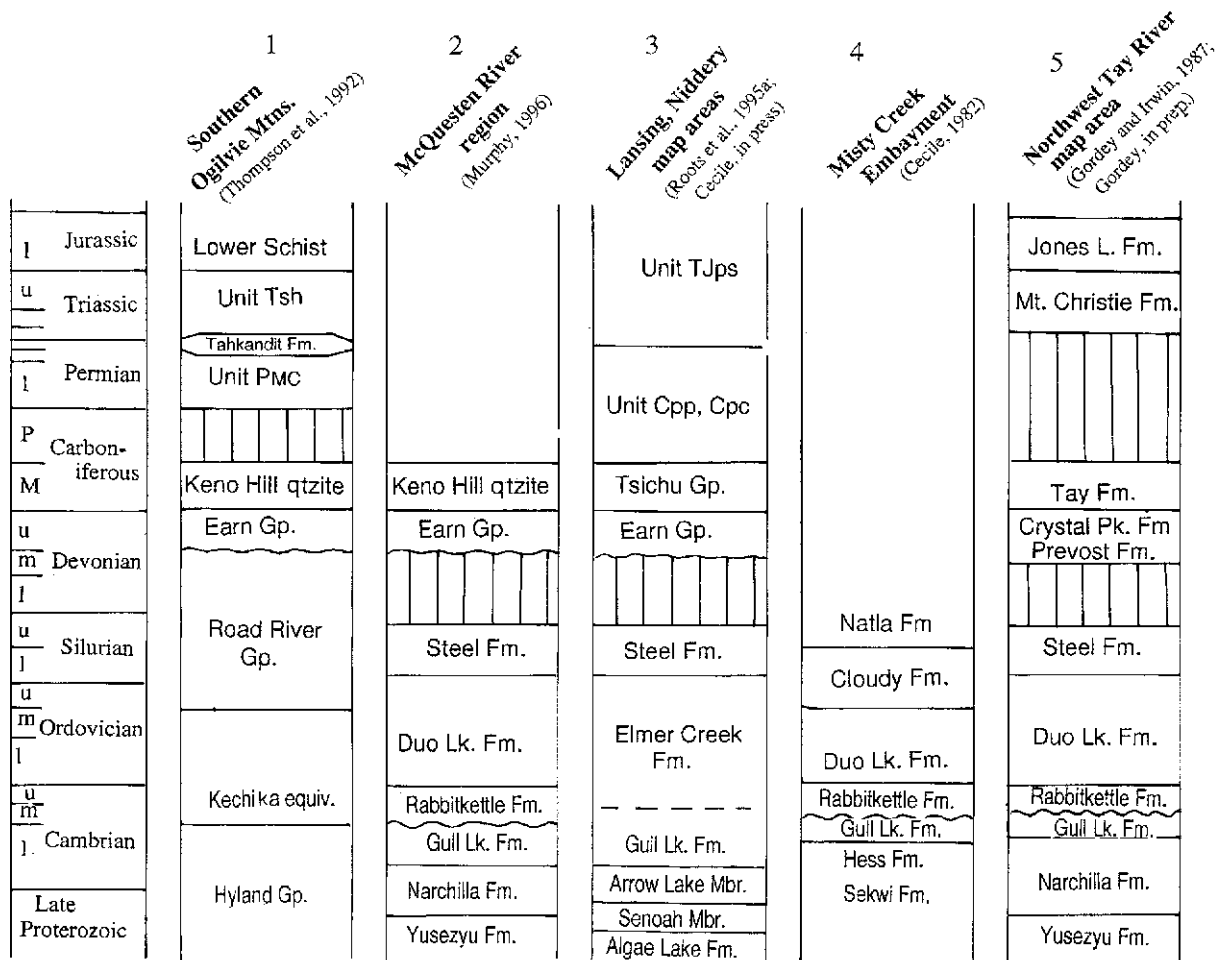 1
Southern
Ogilvie Mtns.
(Thompson et al., 1992)
2
McQuesten River
region
(Murphy, 1996)
3
Lansing, Niddery
map areas
(Roots et al., 1995a;
Cecile, in press)
4
Misty Creek
Embayment
(Cecile, 1982)
5
Northwest Tay River
map area
(Gordey and Irwin, 1987;
Gordey, in prep.)
l Jurassic
u Triassic
Permian
l
P
Carbon-
iferous
M
u
m Devonian
l
u
Silurian
l
u
m Ordovician
l
u
m
Cambrian
l.
Late
Proterozoic
Lower Schist
Unit Tsh
Tahkandit Fm.
Unit PMC
Keno Hill qtzite
Earn Gp.
Road River
Gp.
Kechika equiv.
Hyland Gp.
Keno Hill qtzite
Earn Gp.
Steel Fm.
Duo Lk. Fm.
Rabbitkettle Fm.
Gull Lk. Fm.
Narchilla Fm.
Yusezyu Fm.
Unit TJps
Unit Cpp, Cpc
Tsichu Gp.
Earn Gp.
Steel Fm.
Elmer Creek
Fm.
Gull Lk. Fm.
Arrow Lake Mbr.
Senoah Mbr.
Algae Lake Fm.
Natla Fm
Cloudy Fm.
Duo Lk. Fm.
Rabbitkettle Fm.
Gull Lk. Fm.
Hess Fm.
Sekwi Fm.
Jones L. Fm.
Mt. Christie Fm.
Tay Fm.
Crystal Pk. Fm
Prevost Fm.
Steel Fm.
Duo Lk. Fm.
Rabbitkettle Fm.
Gull Lk. Fm.
Narchilla Fm.
Yusezyu Fm.